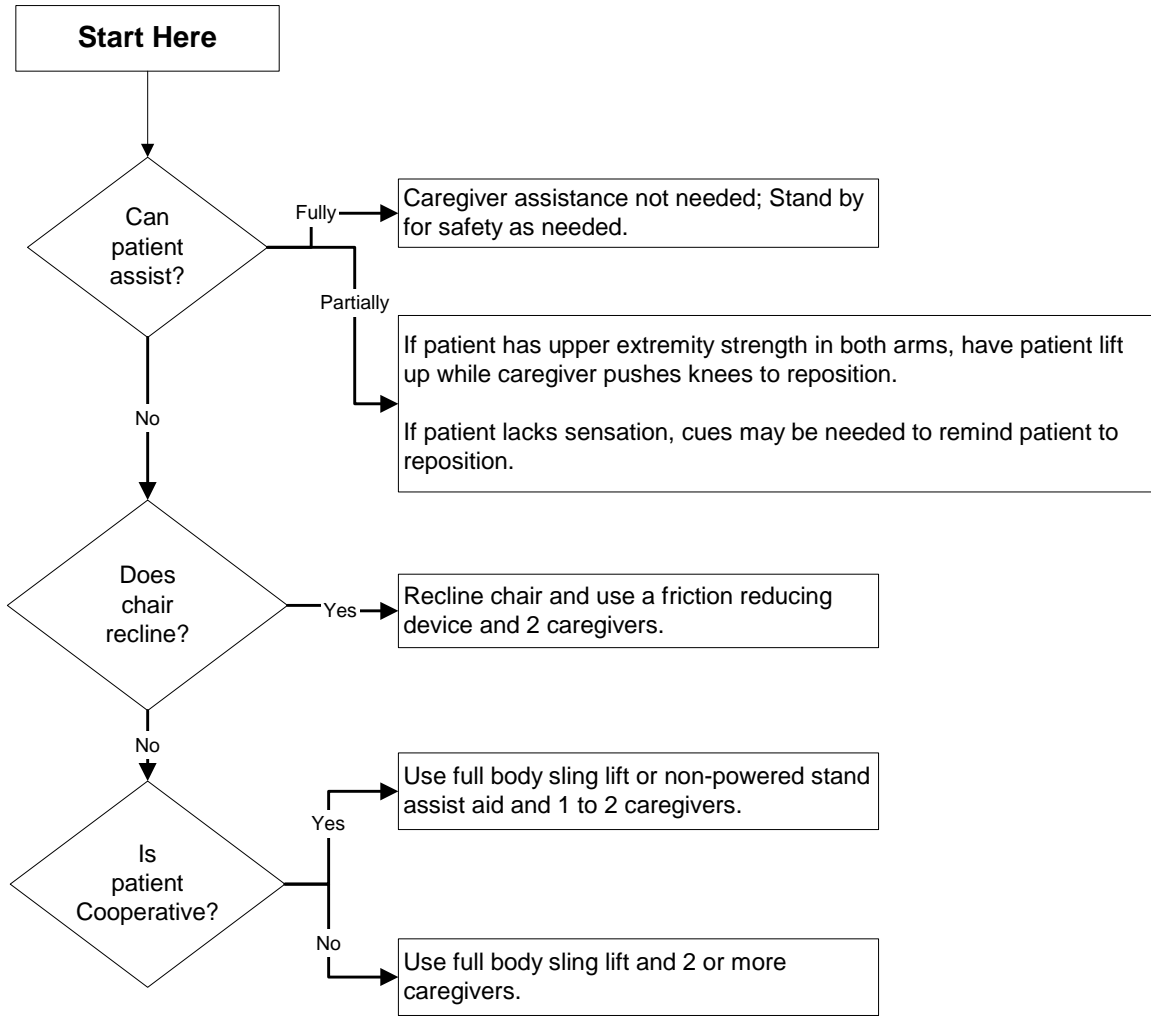 Start Here
Can
patient
assist?
Fully
Caregiver assistance not needed; Stand by
for safety as needed.
Partially
If patient has upper extremity strength in both arms, have patient lift
up while caregiver pushes knees to reposition.
If patient lacks sensation, cues may be needed to remind patient to
reposition.
No
Does
chair
recline?
Yes
Recline chair and use a friction reducing
device and 2 caregivers.
No
Is
patient
Cooperative?
Yes
Use full body sling lift or non-powered stand
assist aid and 1 to 2 caregivers.
No
Use full body sling lift and 2 or more
caregivers.